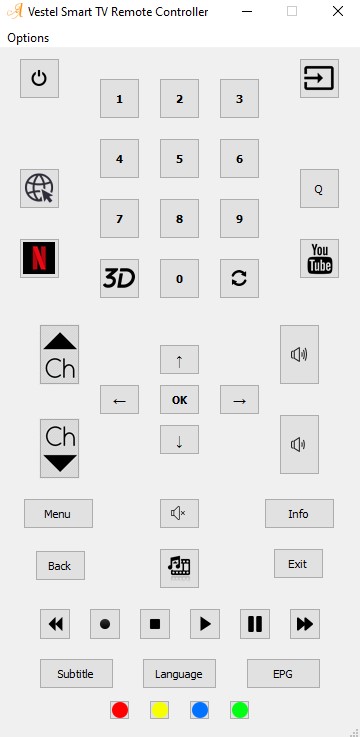 Vestel Smart TV Remote Controller
Options
1 2 3
4 5 6
Q
7 8 9
N
You
Tube
3D 0
Ch
↑
← OK →
Ch
↓
Menu Info
Back Exit
Subtitle Language EPG